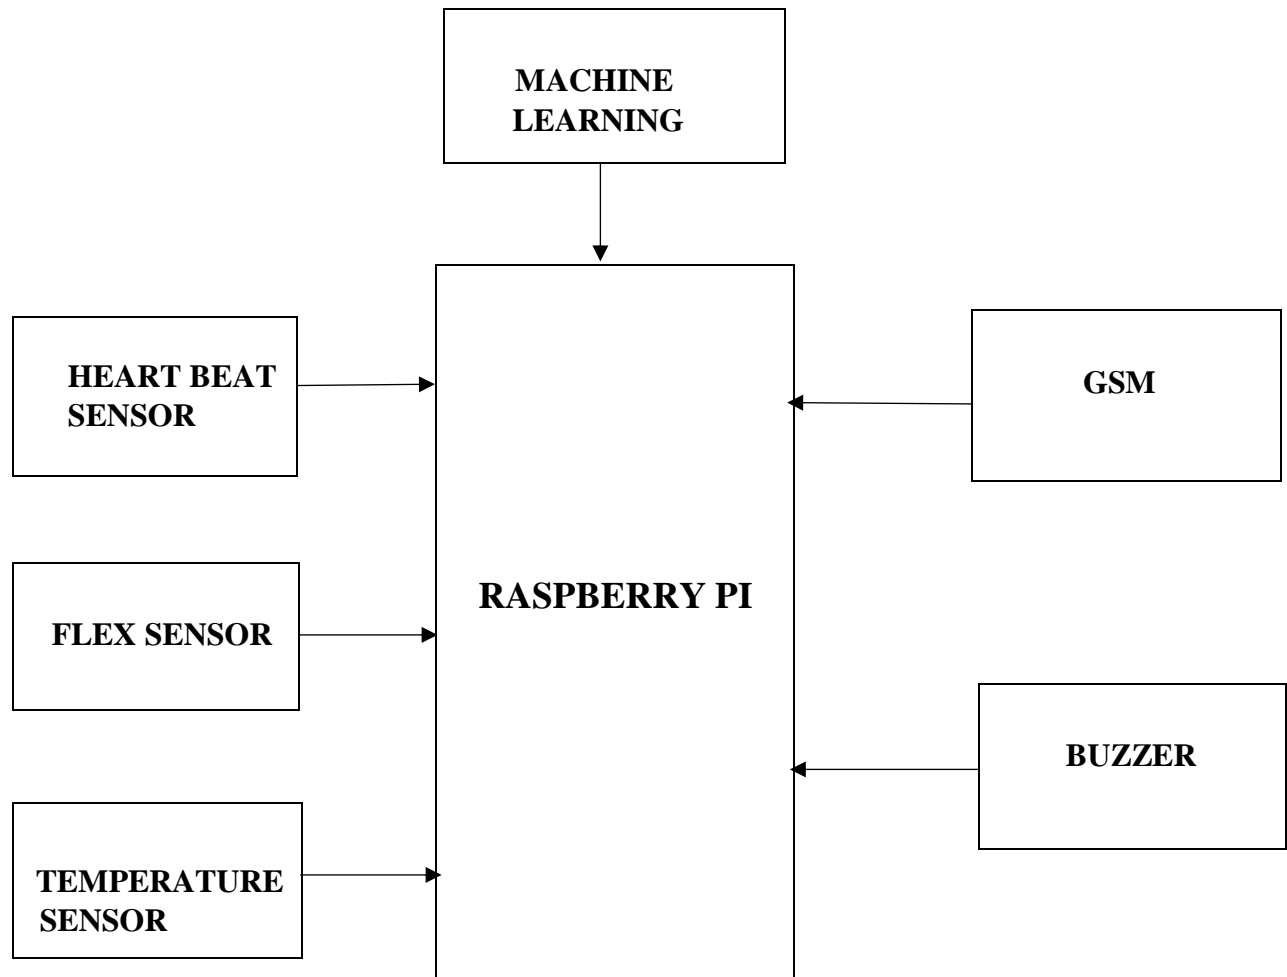 MACHINE
LEARNING
HEART BEAT
SENSOR
GSM
RASPBERRY PI
FLEX SENSOR
BUZZER
TEMPERATURE
SENSOR